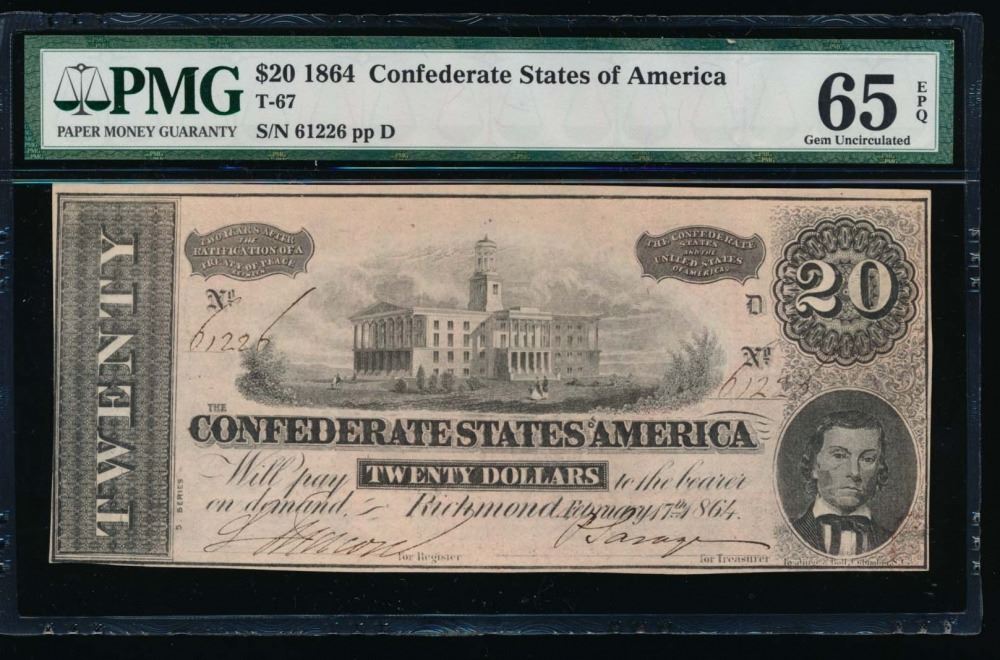 PMG
PAPER MONEY GUARANTY
$20 1864 Confederate States of America
T-67
S/N 61226 pp D
65
EPQ
Gem Uncirculated
TWENTY
TWO YEARS AFTER
THE
RATIFICATION OF A
TREATY OF PEACE
BETWEEN
THE CONFEDERATE
STATES
AND THE
UNITED STATES
OF AMERICA,
20
No
61226
D
No
THE
CONFEDERATE STATES OF AMERICA
Will pay TWENTY DOLLARS to the bearer
on demand, Richmond February 17th 1864.
5 SERIES
for Register
for Treasurer